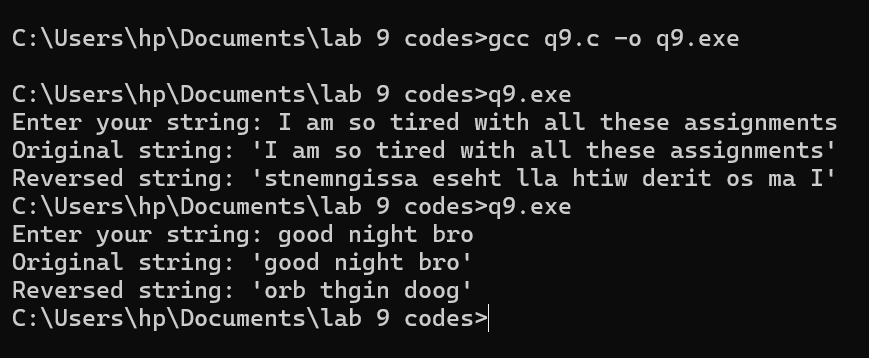 C:\Users\hp\Documents\lab 9 codes>gcc q9.c -o q9.exe
C:\Users\hp\Documents\lab 9 codes>q9.exe
Enter your string: I am so tired with all these assignments
Original string: 'I am so tired with all these assignments'
Reversed string: 'stnemngissa eseht lla htiw derit os ma I'
C:\Users\hp\Documents\lab 9 codes>q9.exe
Enter your string: good night bro
Original string: 'good night bro'
Reversed string: 'orb thgin doog'
C:\Users\hp\Documents\lab 9 codes>